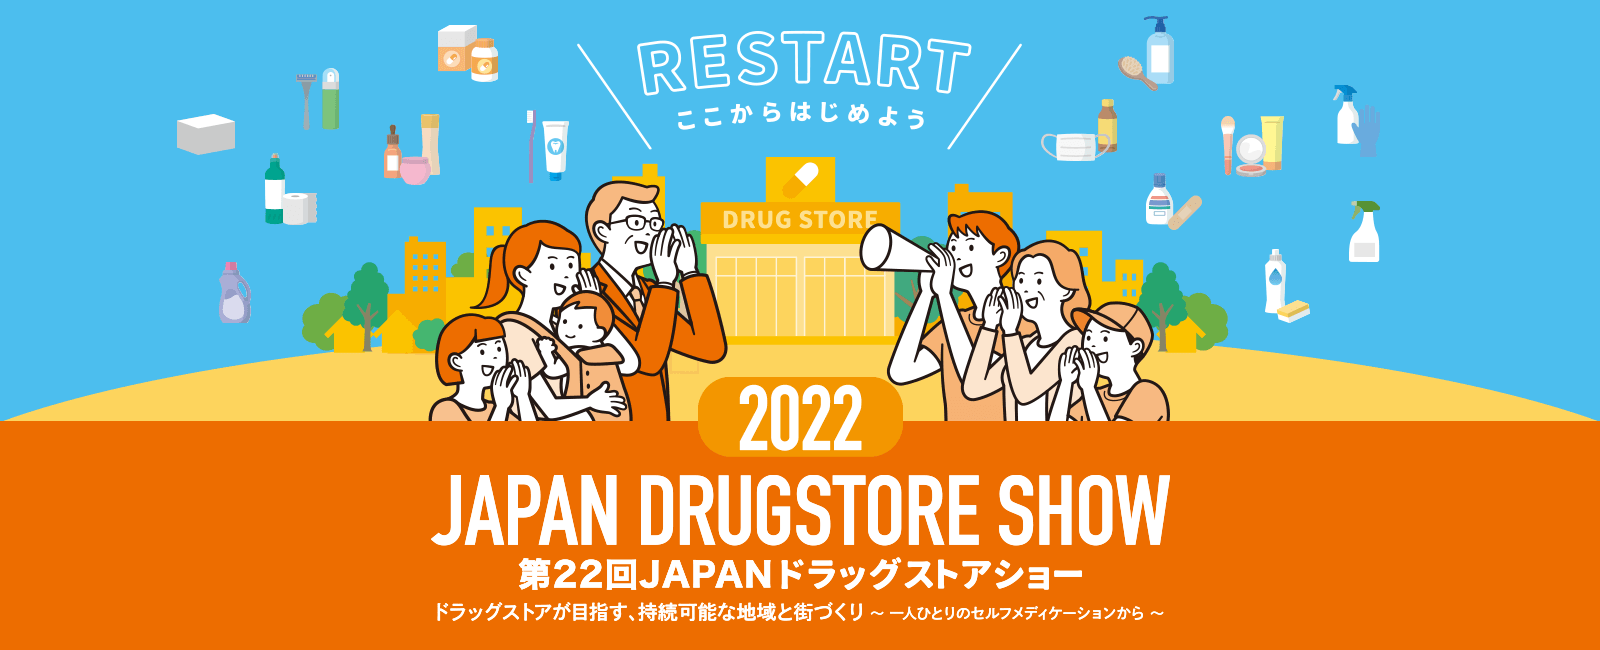 RESTART
ここからはじめよう
DRUG STORE
2022
JAPAN DRUGSTORE SHOW
第22回JAPANドラッグストアショー
ドラッグストアが目指す、持続可能な地域と街づくり ~ 一人ひとりのセルフメディケーションから ~